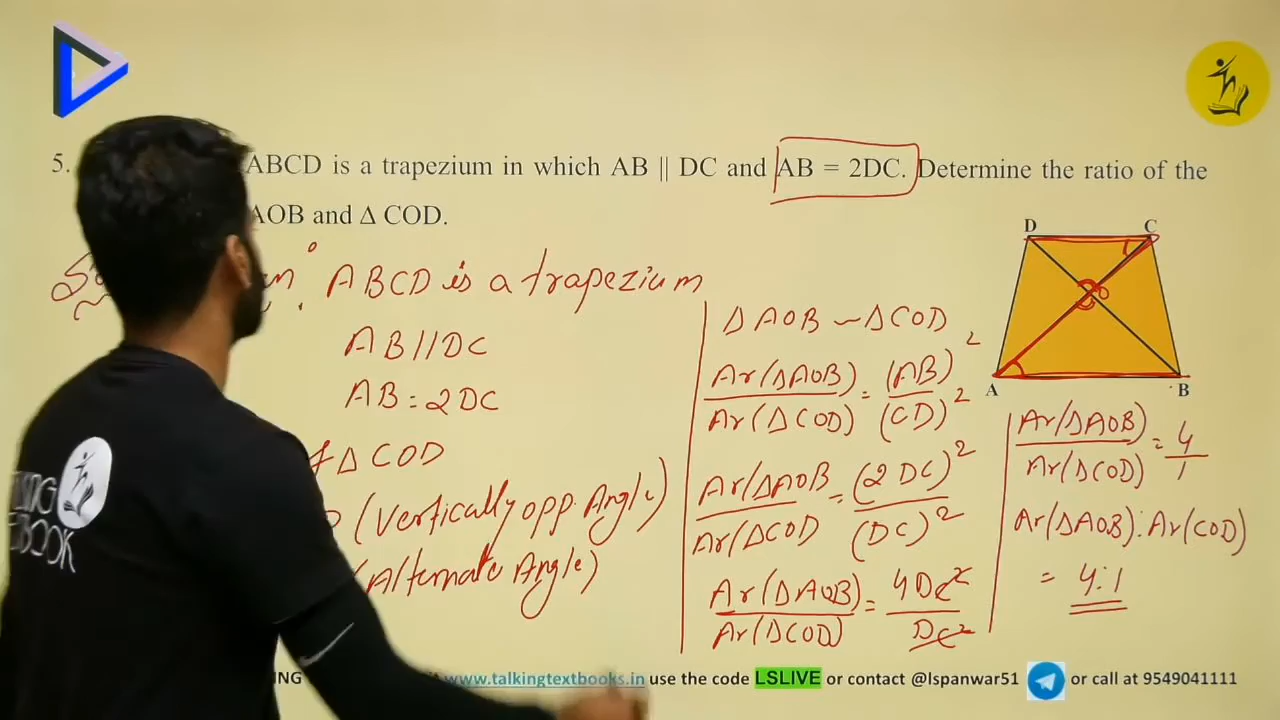 5. ABCD is a trapezium in which AB || DC and AB = 2DC. Determine the ratio of the
AOB and Δ COD.
D C
A B
O
ABCD is a trapezium
AB // DC
AB = 2DC
Δ COD
(Vertically opp. Angle)
(Alternate Angle)
Δ AOB ~ Δ COD
Ar(ΔAOB) / Ar(ΔCOD) = (AB)² / (CD)²
Ar(ΔAOB / Ar(ΔCOD = (2DC)² / (DC)²
Ar(ΔAOB) / Ar(ΔCOD) = 4DC² / DC²
Ar(ΔAOB) / Ar(ΔCOD) = 4 / 1
Ar(ΔAOB) : Ar(COD)
= 4:1
www.talkingtextbooks.in use the code LSLIVE or contact @lspanwar51 or call at 9549041111